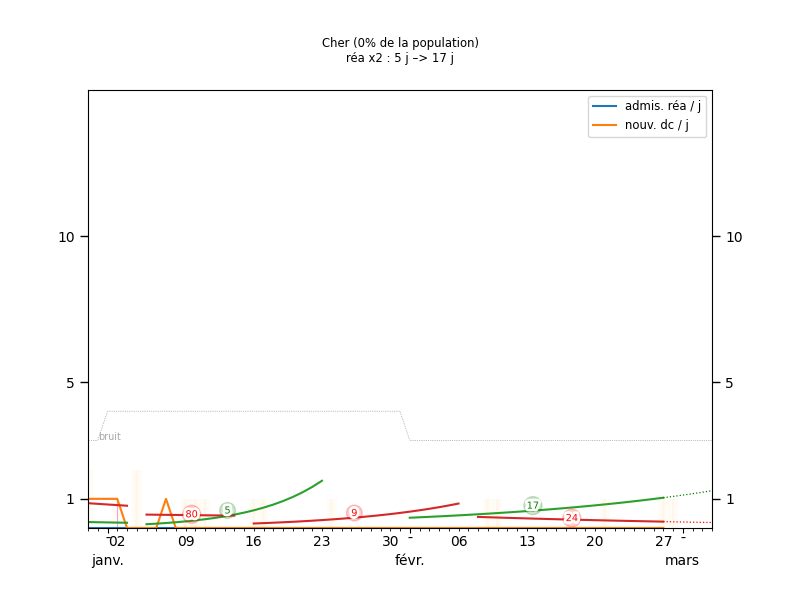 Cher (0% de la population)
réa x2 : 5 j –> 17 j
admis. réa / j
nouv. dc / j
10
10
5
5
bruit
1
1
80
5
9
17
24
02
09
16
23
30
06
13
20
27
janv.
févr.
mars